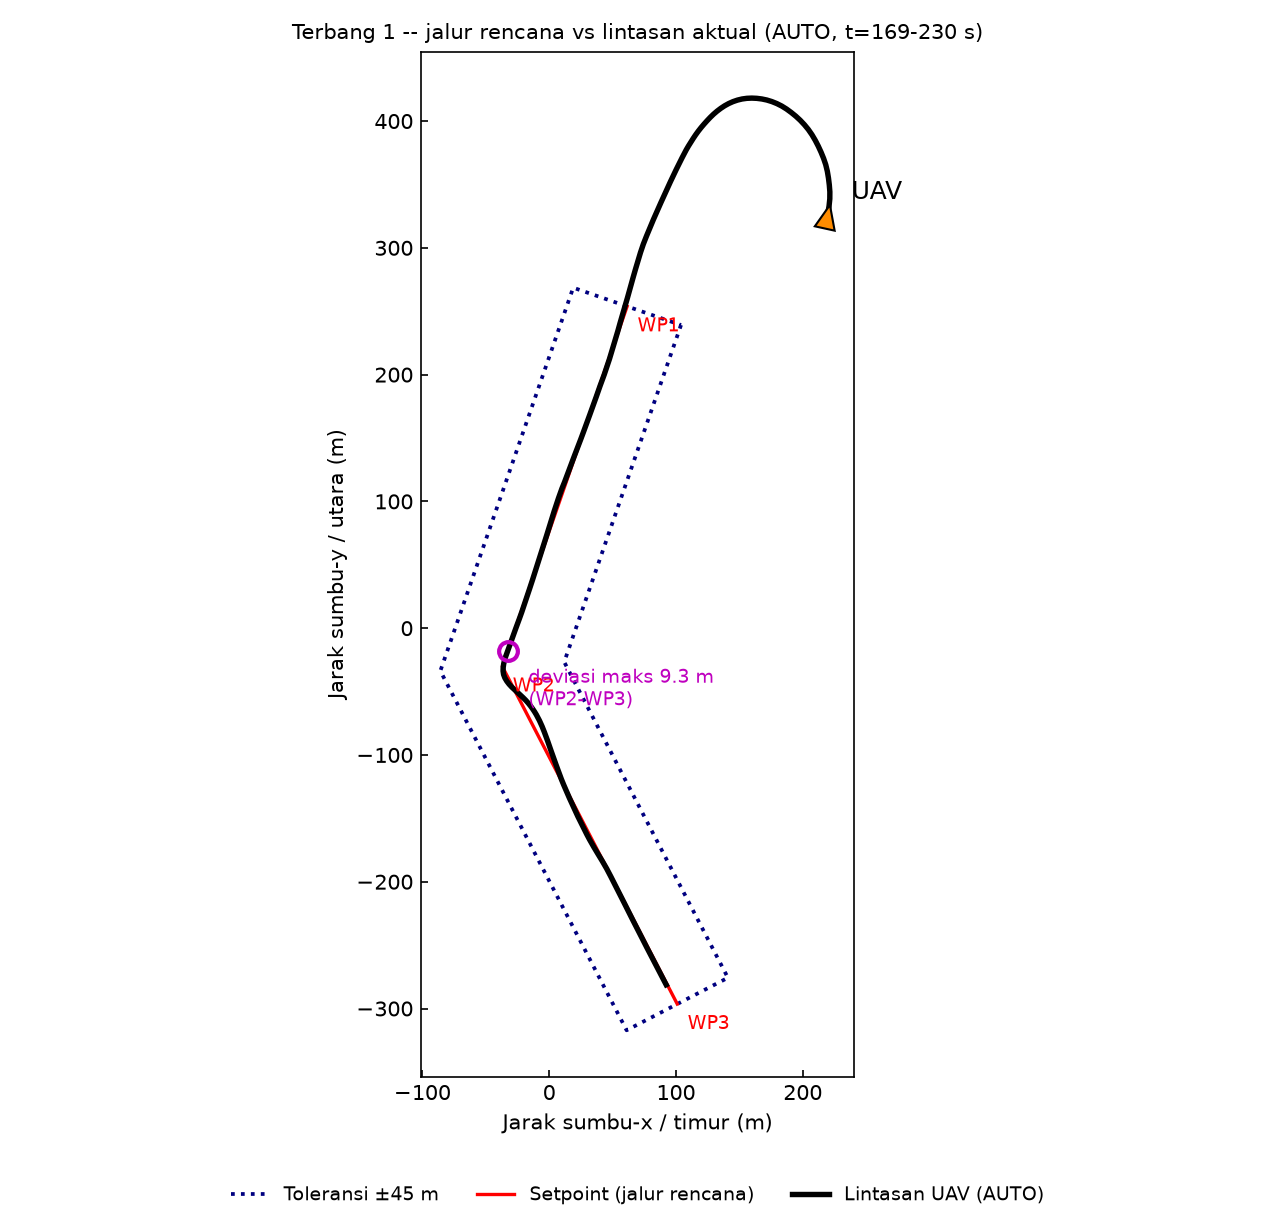 Terbang 1 -- jalur rencana vs lintasan aktual (AUTO, t=169-230 s)
400
300
200
100
0
−100
−200
−300
Jarak sumbu-y / utara (m)
UAV
WP1
deviasi maks 9.3 m
(WP2-WP3)
WP2
WP3
−100
0
100
200
Jarak sumbu-x / timur (m)
Toleransi ±45 m
Setpoint (jalur rencana)
Lintasan UAV (AUTO)